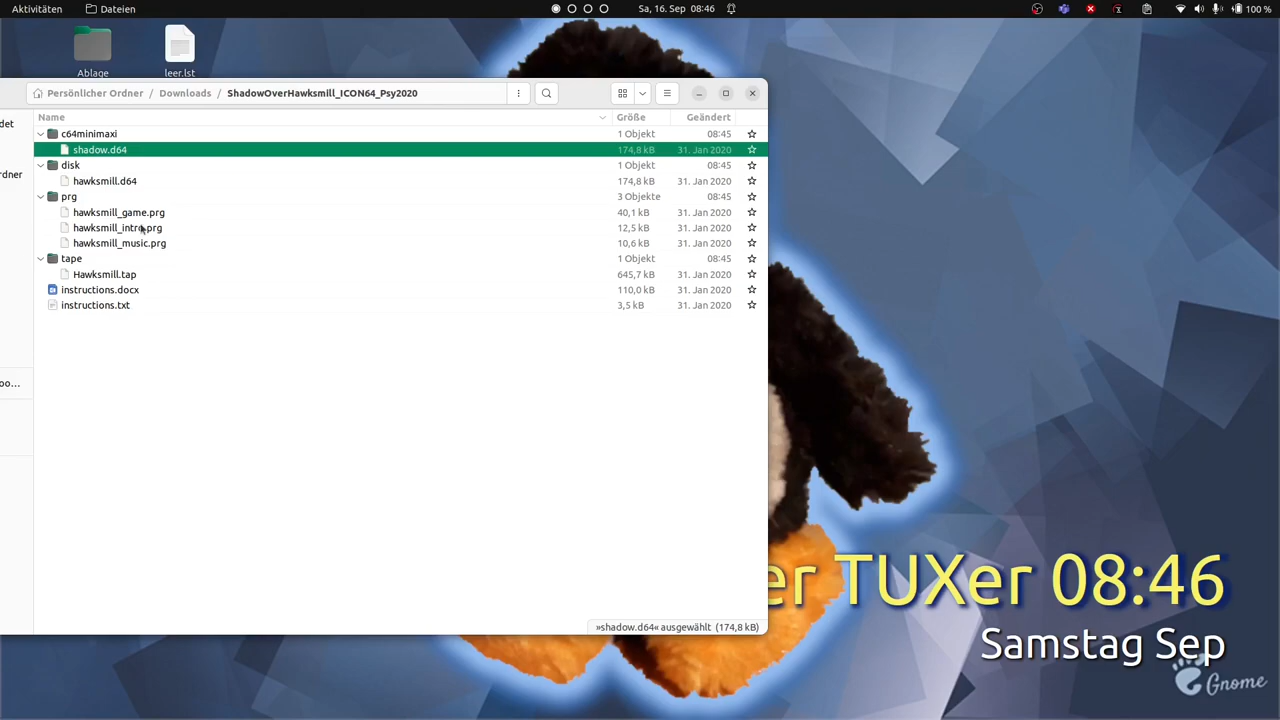 Aktivitäten Dateien Sa, 16. Sep 08:46 100 %
Ablage leer.lst
Persönlicher Ordner / Downloads / ShadowOverHawksmill_ICON64_Psy2020
Name Größe Geändert
det
c64minimaxi 1 Objekt 08:45
shadow.d64 174,8 kB 31. Jan 2020
disk 1 Objekt 08:45
rdner
hawksmill.d64 174,8 kB 31. Jan 2020
prg 3 Objekte 08:45
hawksmill_game.prg 40,1 kB 31. Jan 2020
hawksmill_intro.prg 12,5 kB 31. Jan 2020
hawksmill_music.prg 10,6 kB 31. Jan 2020
tape 1 Objekt 08:45
Hawksmill.tap 645,7 kB 31. Jan 2020
instructions.docx 110,0 kB 31. Jan 2020
instructions.txt 3,5 kB 31. Jan 2020
oo...
er TUXer 08:46
»shadow.d64« ausgewählt (174,8 kB)
Samstag Sep
Gnome